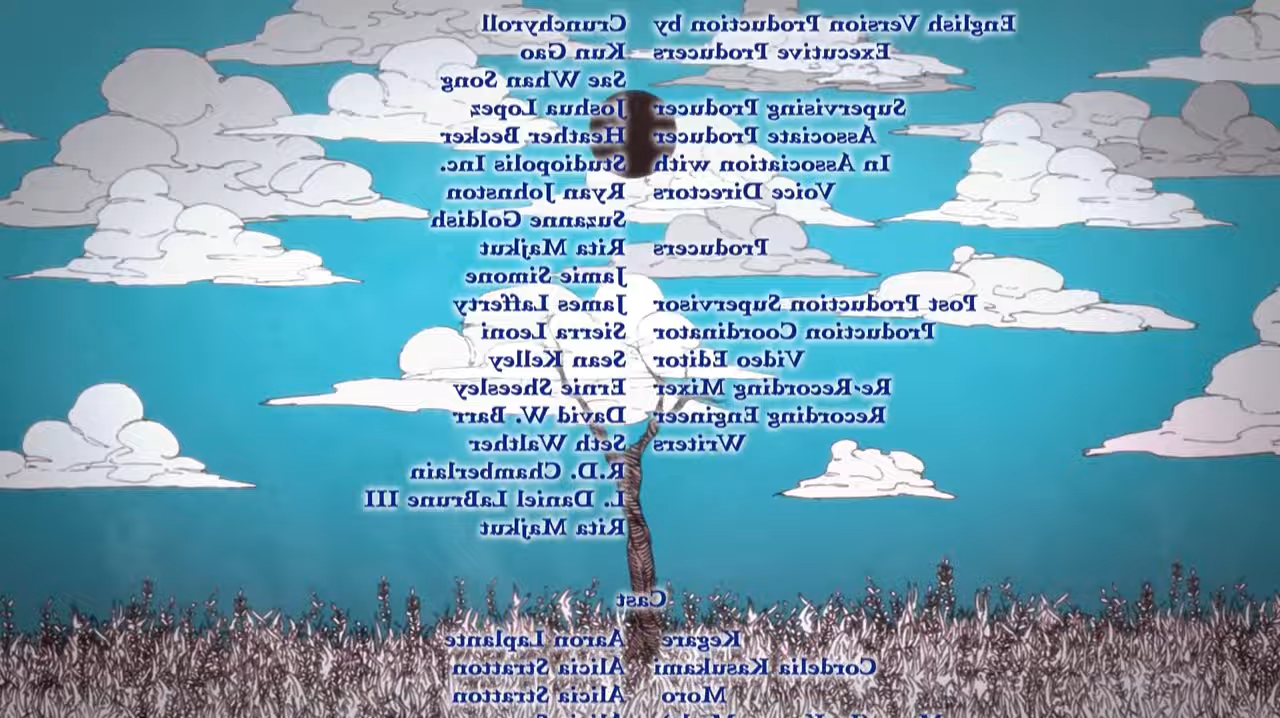 English Version Production by Crunchyroll
Executive Producers Kun Gao
Sae Whan Song
Supervising Producer Joshua Lopez
Associate Producer Heather Becker
In Association with Studiopolis Inc.
Voice Directors Ryan Johnston
Suzanne Goldish
Producers Rita Majkut
Jamie Simone
Post Production Supervisor James Lafferty
Production Coordinator Sierra Leoni
Video Editor Sean Kelley
Re-Recording Mixer Ernie Sheesley
Recording Engineer David W. Barr
Writers Seth Walther
R.D. Chamberlain
L. Daniel LaBrune III
Rita Majkut
Cast
Kegare Aaron Laplante
Cordelia Kasukami Alicia Stratton
Moro Alicia Stratton